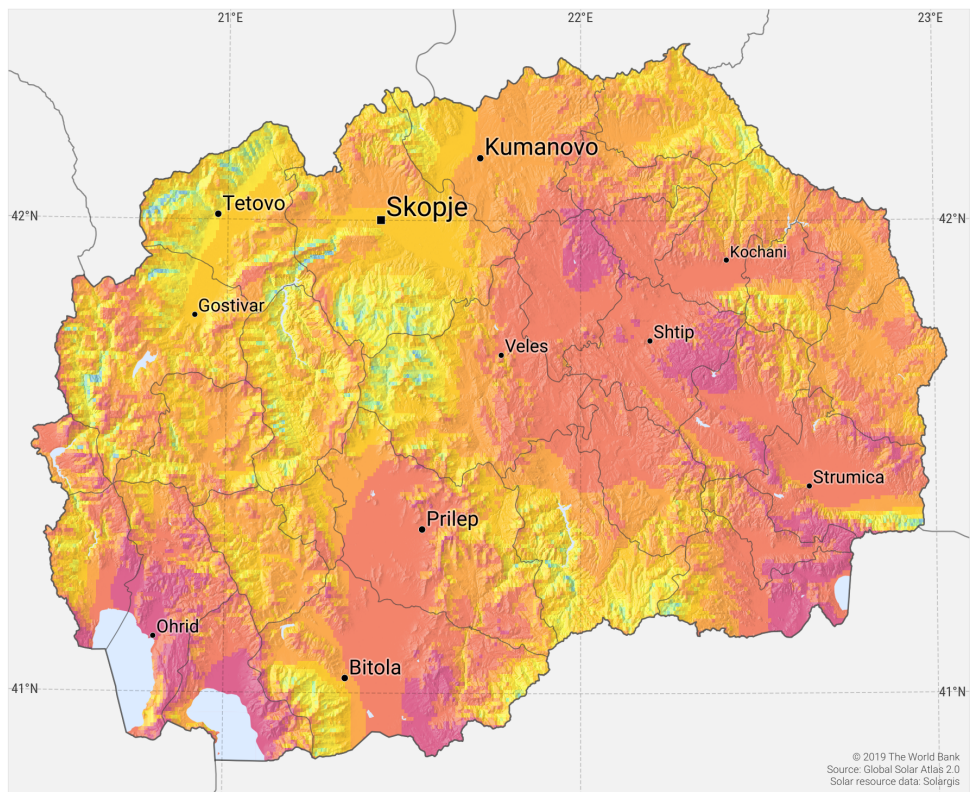 21°E
22°E
23°E
Kumanovo
Tetovo
Skopje
42°N
42°N
Kochani
Gostivar
Shtip
Veles
Strumica
Prilep
Ohrid
Bitola
41°N
41°N
© 2019 The World Bank
Source: Global Solar Atlas 2.0
Solar resource data: Solargis